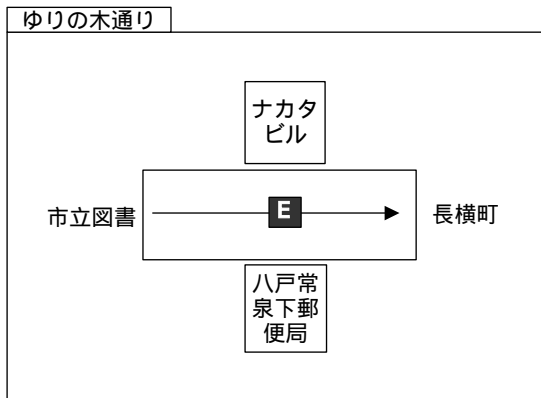 ゆりの木通り
ナカタ
ビル
市立図書
E
長横町
八戸常
泉下郵
便局